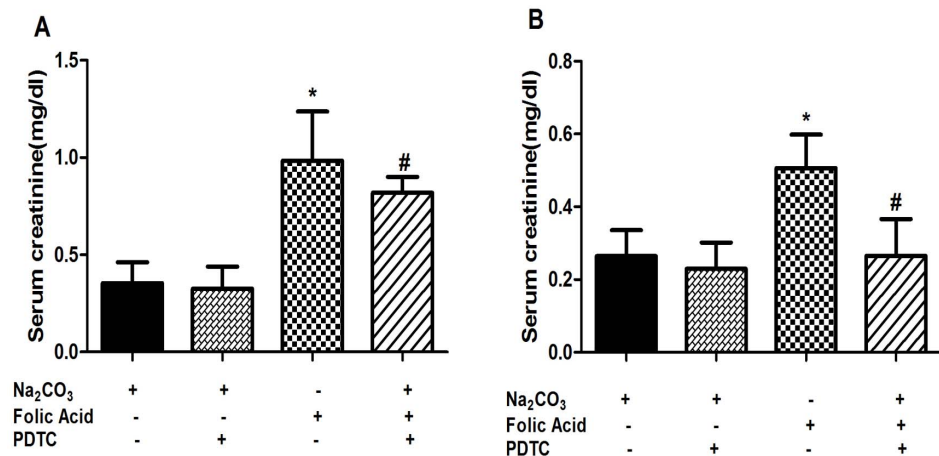 A
Serum creatinine(mg/dl)
1.5
1.0
0.5
0.0
*
#
Na₂CO₃ + + - +
Folic Acid - - + +
PDTC - + - +
B
Serum creatinine(mg/dl)
0.8
0.6
0.4
0.2
0.0
*
#
Na₂CO₃ + + - +
Folic Acid - - + +
PDTC - + - +